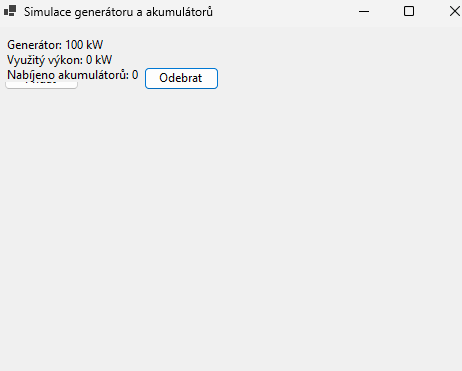 Simulace generátoru a akumulátorů
Generátor: 100 kW
Využitý výkon: 0 kW
Nabíjeno akumulátorů: 0
Odebrat